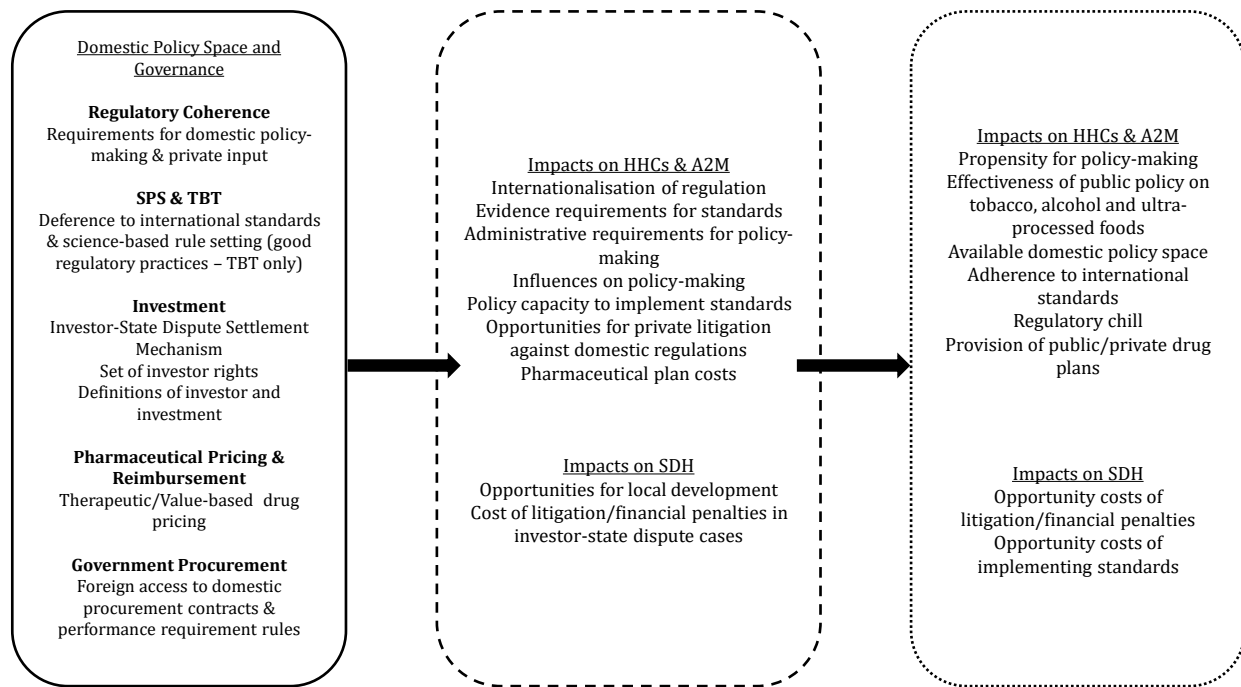 Domestic Policy Space and
Governance
Regulatory Coherence
Requirements for domestic policy-
making & private input
SPS & TBT
Deference to international standards
& science-based rule setting (good
regulatory practices – TBT only)
Investment
Investor-State Dispute Settlement
Mechanism
Set of investor rights
Definitions of investor and
investment
Pharmaceutical Pricing &
Reimbursement
Therapeutic/Value-based drug
pricing
Government Procurement
Foreign access to domestic
procurement contracts &
performance requirement rules
Impacts on HHCs & A2M
Internationalisation of regulation
Evidence requirements for standards
Administrative requirements for policy-
making
Influences on policy-making
Policy capacity to implement standards
Opportunities for private litigation
against domestic regulations
Pharmaceutical plan costs
Impacts on SDH
Opportunities for local development
Cost of litigation/financial penalties in
investor-state dispute cases
Impacts on HHCs & A2M
Propensity for policy-making
Effectiveness of public policy on
tobacco, alcohol and ultra-
processed foods
Available domestic policy space
Adherence to international
standards
Regulatory chill
Provision of public/private drug
plans
Impacts on SDH
Opportunity costs of
litigation/financial penalties
Opportunity costs of
implementing standards